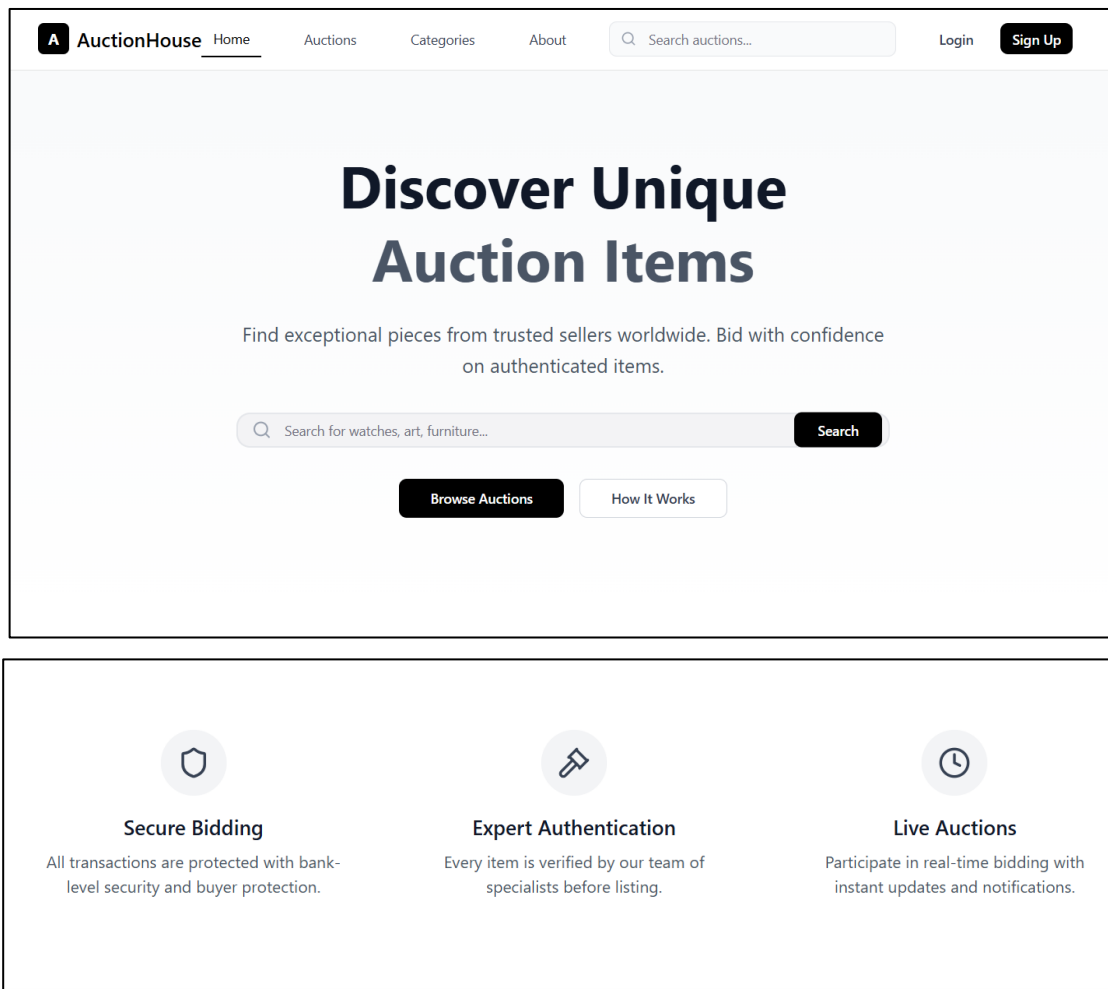 A AuctionHouse Home Auctions Categories About Search auctions... Login Sign Up
Discover Unique
Auction Items
Find exceptional pieces from trusted sellers worldwide. Bid with confidence
on authenticated items.
Search for watches, art, furniture... Search
Browse Auctions How It Works
Secure Bidding
All transactions are protected with bank-
level security and buyer protection.
Expert Authentication
Every item is verified by our team of
specialists before listing.
Live Auctions
Participate in real-time bidding with
instant updates and notifications.